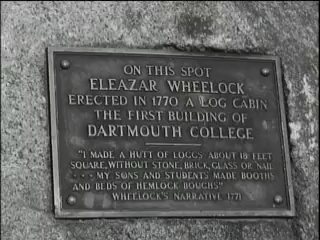 ON THIS SPOT
ELEAZAR WHEELOCK
ERECTED IN 1770 A LOG CABIN
THE FIRST BUILDING OF
DARTMOUTH COLLEGE
"I MADE A HUTT OF LOGGS ABOUT 18 FEET
SQUARE, WITHOUT STONE, BRICK, GLASS OR NAIL
··· MY SONS AND STUDENTS MADE BOOTHS
AND BEDS OF HEMLOCK BOUGHS"
WHEELOCK'S NARRATIVE 1771